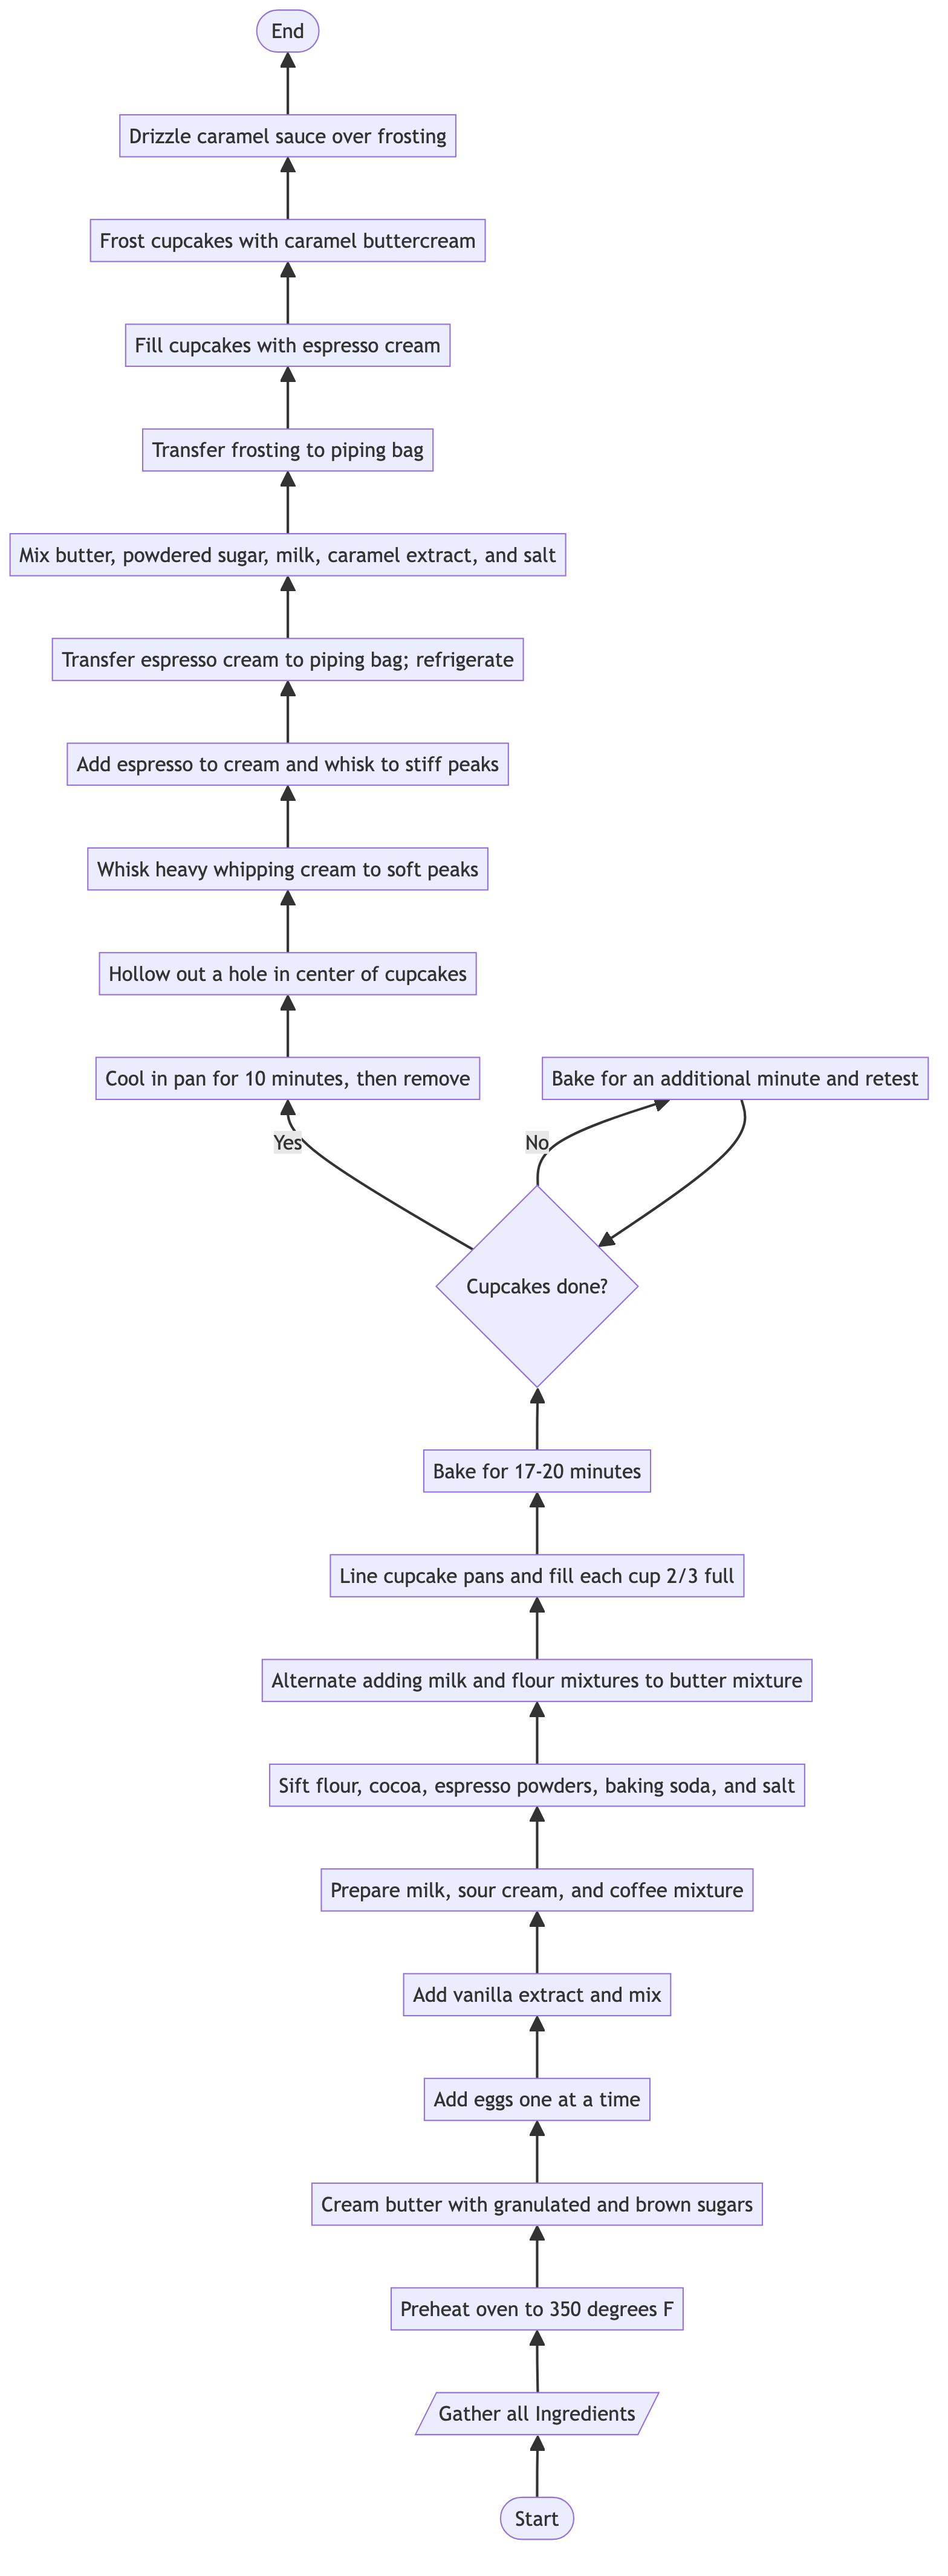 End
Drizzle caramel sauce over frosting
Frost cupcakes with caramel buttercream
Fill cupcakes with espresso cream
Transfer frosting to piping bag
Mix butter, powdered sugar, milk, caramel extract, and salt
Transfer espresso cream to piping bag; refrigerate
Add espresso to cream and whisk to stiff peaks
Whisk heavy whipping cream to soft peaks
Hollow out a hole in center of cupcakes
Cool in pan for 10 minutes, then remove
Bake for an additional minute and retest
Yes
No
Cupcakes done?
Bake for 17-20 minutes
Line cupcake pans and fill each cup 2/3 full
Alternate adding milk and flour mixtures to butter mixture
Sift flour, cocoa, espresso powders, baking soda, and salt
Prepare milk, sour cream, and coffee mixture
Add vanilla extract and mix
Add eggs one at a time
Cream butter with granulated and brown sugars
Preheat oven to 350 degrees F
Gather all Ingredients
Start